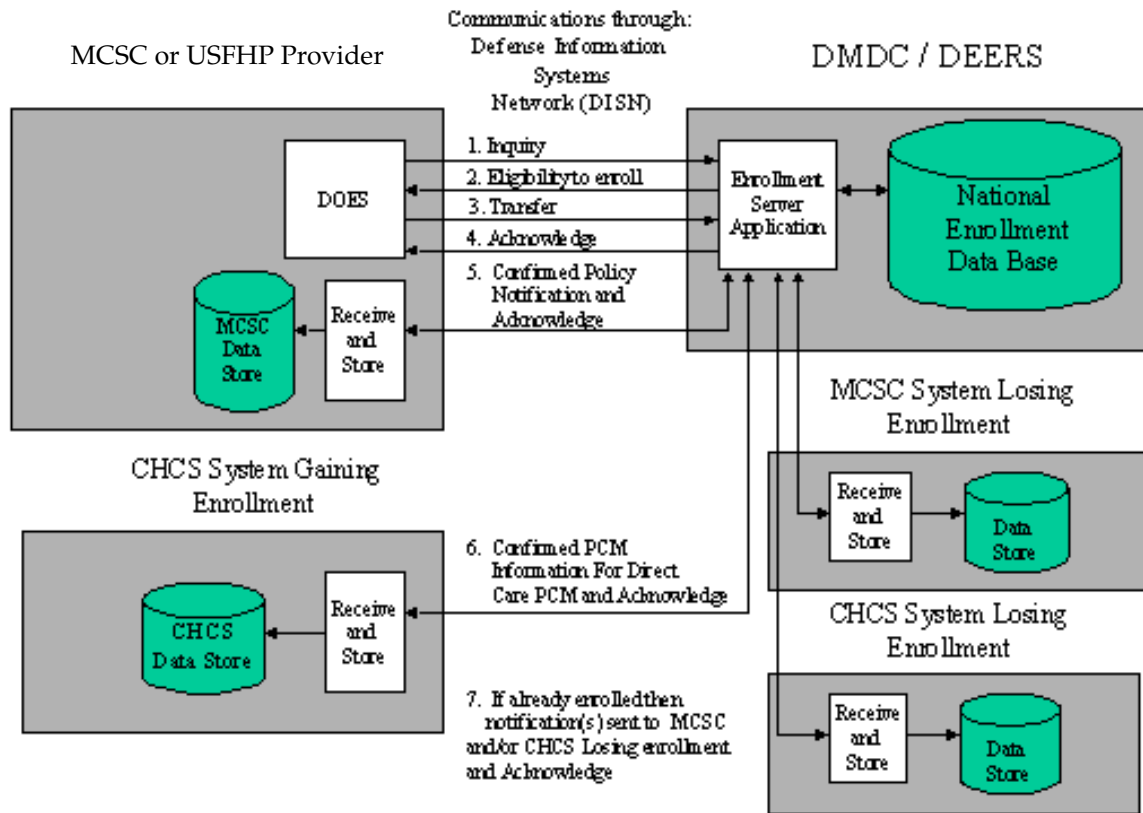 Communications through:
Defense Information
Systems
Network (DISN)
MCSC or USFHP Provider
DMDC / DEERS
DOES
1. Inquiry
2. Eligibility to enroll
3. Transfer
4. Acknowledge
5. Confirmed Policy
Notification and
Acknowledge
Enrollment
Server
Application
National
Enrollment
Data Base
MCSC
Data
Store
Receive
and
Store
MCSC System Losing
Enrollment
Receive
and
Store
Data
Store
CHCS System Gaining
Enrollment
CHCS
Data Store
Receive
and
Store
6. Confirmed PCM
Information For Direct
Care PCM and Acknowledge
CHCS System Losing
Enrollment
Receive
and
Store
Data
Store
7. If already enrolled then
notification(s) sent to MCSC
and/or CHCS Losing enrollment
and Acknowledge